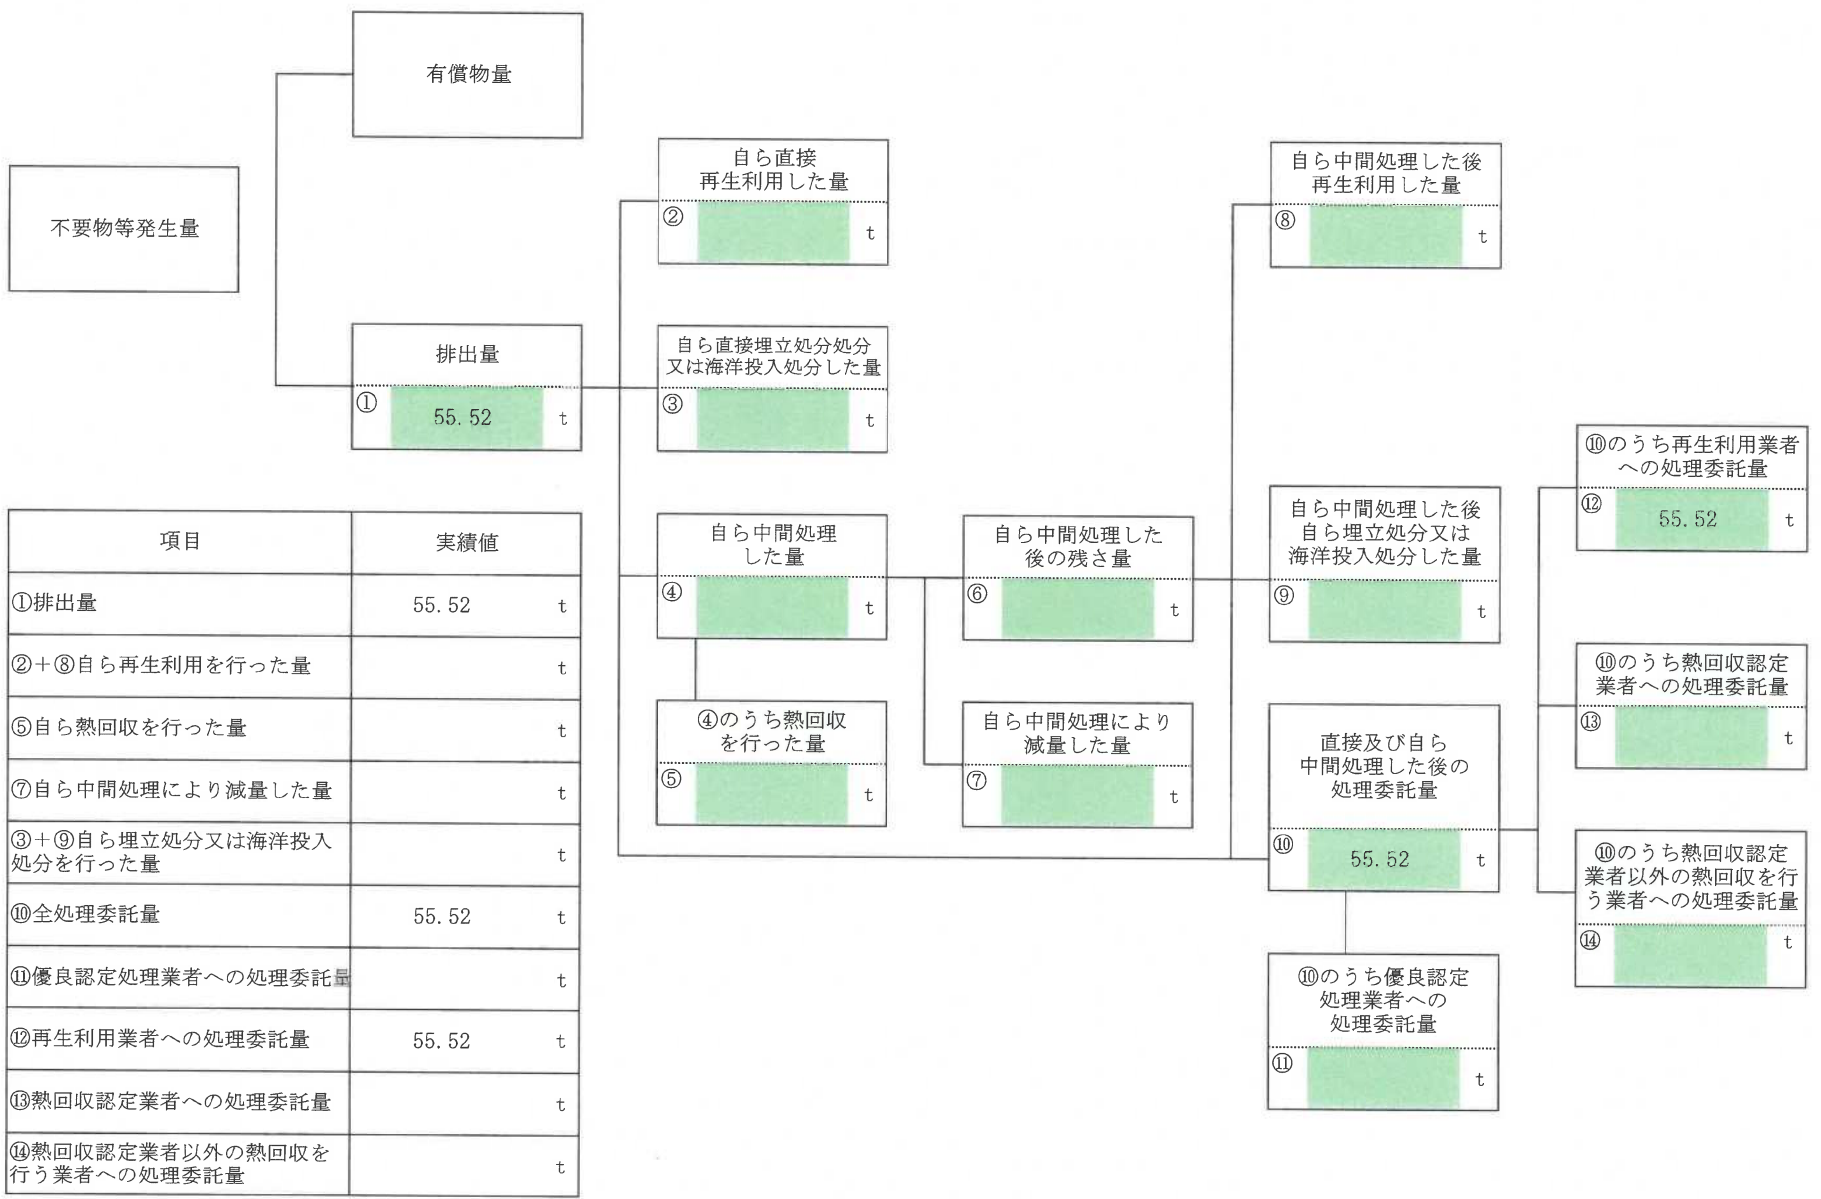 有償物量
不要物等発生量
排出量
①
55.52
t
自ら直接
再生利用した量
②
t
自ら直接埋立処分処分
又は海洋投入処分した量
③
t
自ら中間処理
した量
④
t
④のうち熱回収
を行った量
⑤
t
自ら中間処理した
後の残さ量
⑥
t
自ら中間処理により
減量した量
⑦
t
自ら中間処理した後
再生利用した量
⑧
t
自ら中間処理した後
自ら埋立処分又は
海洋投入処分した量
⑨
t
直接及び自ら
中間処理した後の
処理委託量
⑩
55.52
t
⑩のうち優良認定
処理業者への
処理委託量
⑪
t
⑩のうち再生利用業者
への処理委託量
⑫
55.52
t
⑩のうち熱回収認定
業者への処理委託量
⑬
t
⑩のうち熱回収認定
業者以外の熱回収を行
う業者への処理委託量
⑭
t
項目 実績値
①排出量 55.52 t
②+⑧自ら再生利用を行った量 t
⑤自ら熱回収を行った量 t
⑦自ら中間処理により減量した量 t
③+⑨自ら埋立処分又は海洋投入
処分を行った量 t
⑩全処理委託量 55.52 t
⑪優良認定処理業者への処理委託量 t
⑫再生利用業者への処理委託量 55.52 t
⑬熱回収認定業者への処理委託量 t
⑭熱回収認定業者以外の熱回収を
行う業者への処理委託量 t